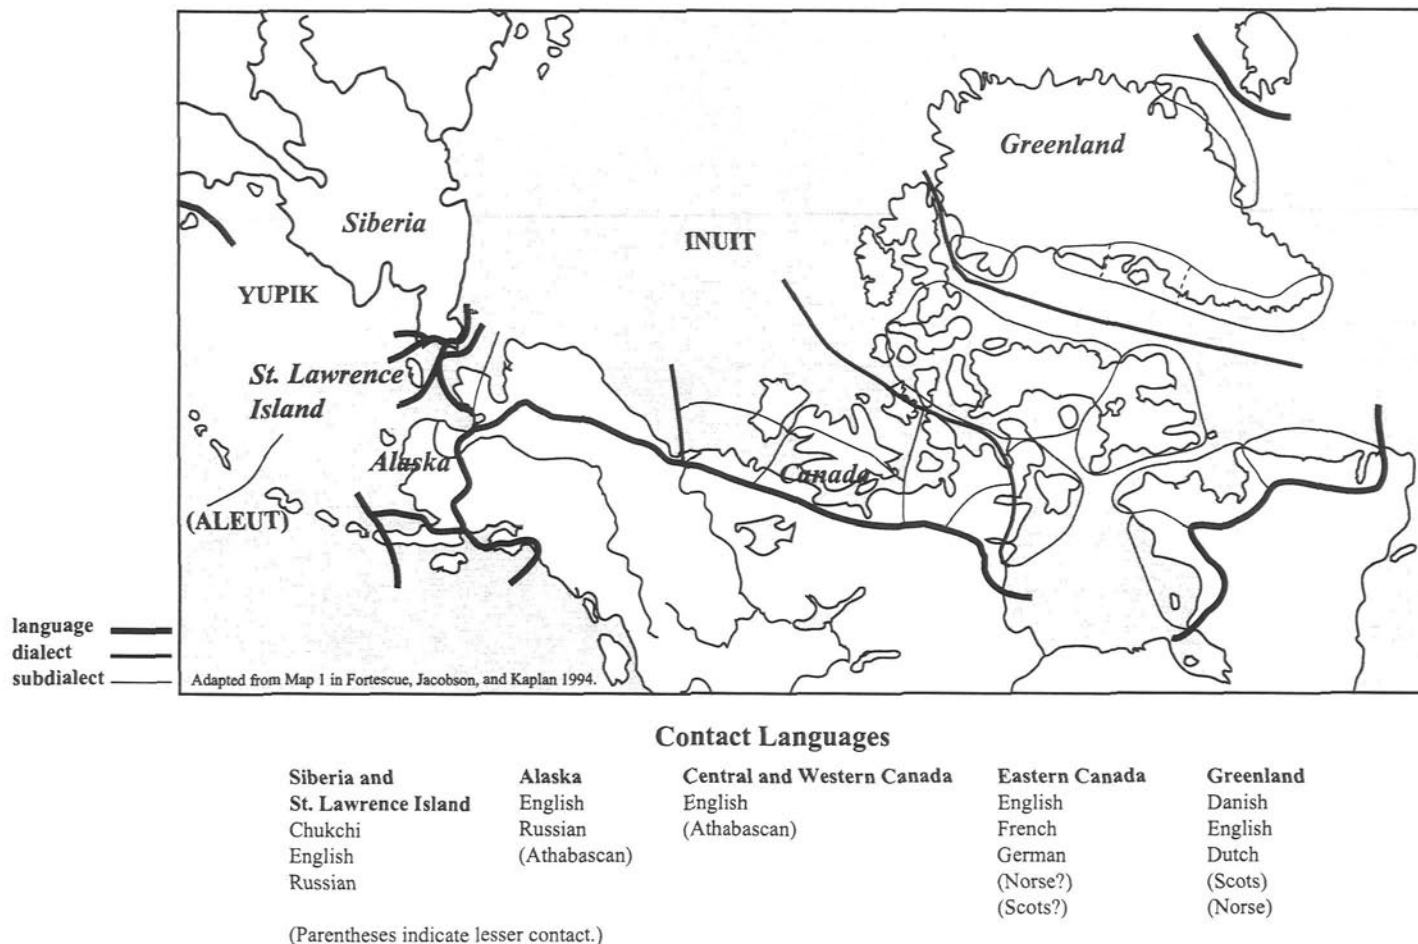 Greenland
Siberia
INUIT
YUPIK
St. Lawrence
Island
Alaska
Canada
(ALEUT)
language
dialect
subdialect
Adapted from Map 1 in Fortescue, Jacobson, and Kaplan 1994.
Contact Languages
Siberia and
St. Lawrence Island
Chukchi
English
Russian
Alaska
English
Russian
(Athabascan)
Central and Western Canada
English
(Athabascan)
Eastern Canada
English
French
German
(Norse?)
(Scots?)
Greenland
Danish
English
Dutch
(Scots)
(Norse)
(Parentheses indicate lesser contact.)